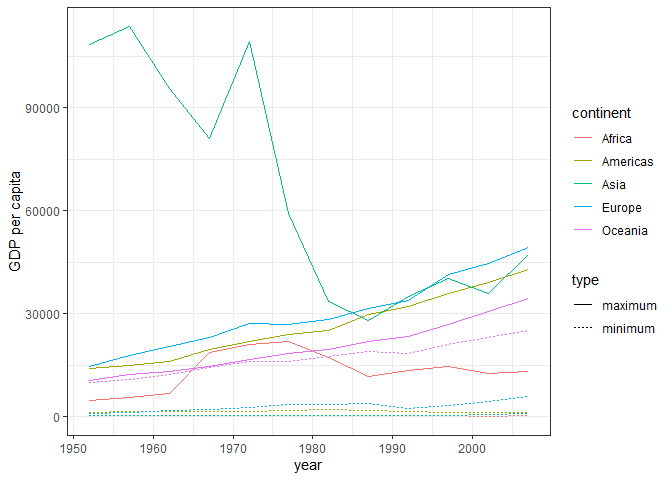 90000
60000
30000
0
GDP per capita
1950
1960
1970
1980
1990
2000
year
continent
Africa
Americas
Asia
Europe
Oceania
type
maximum
minimum